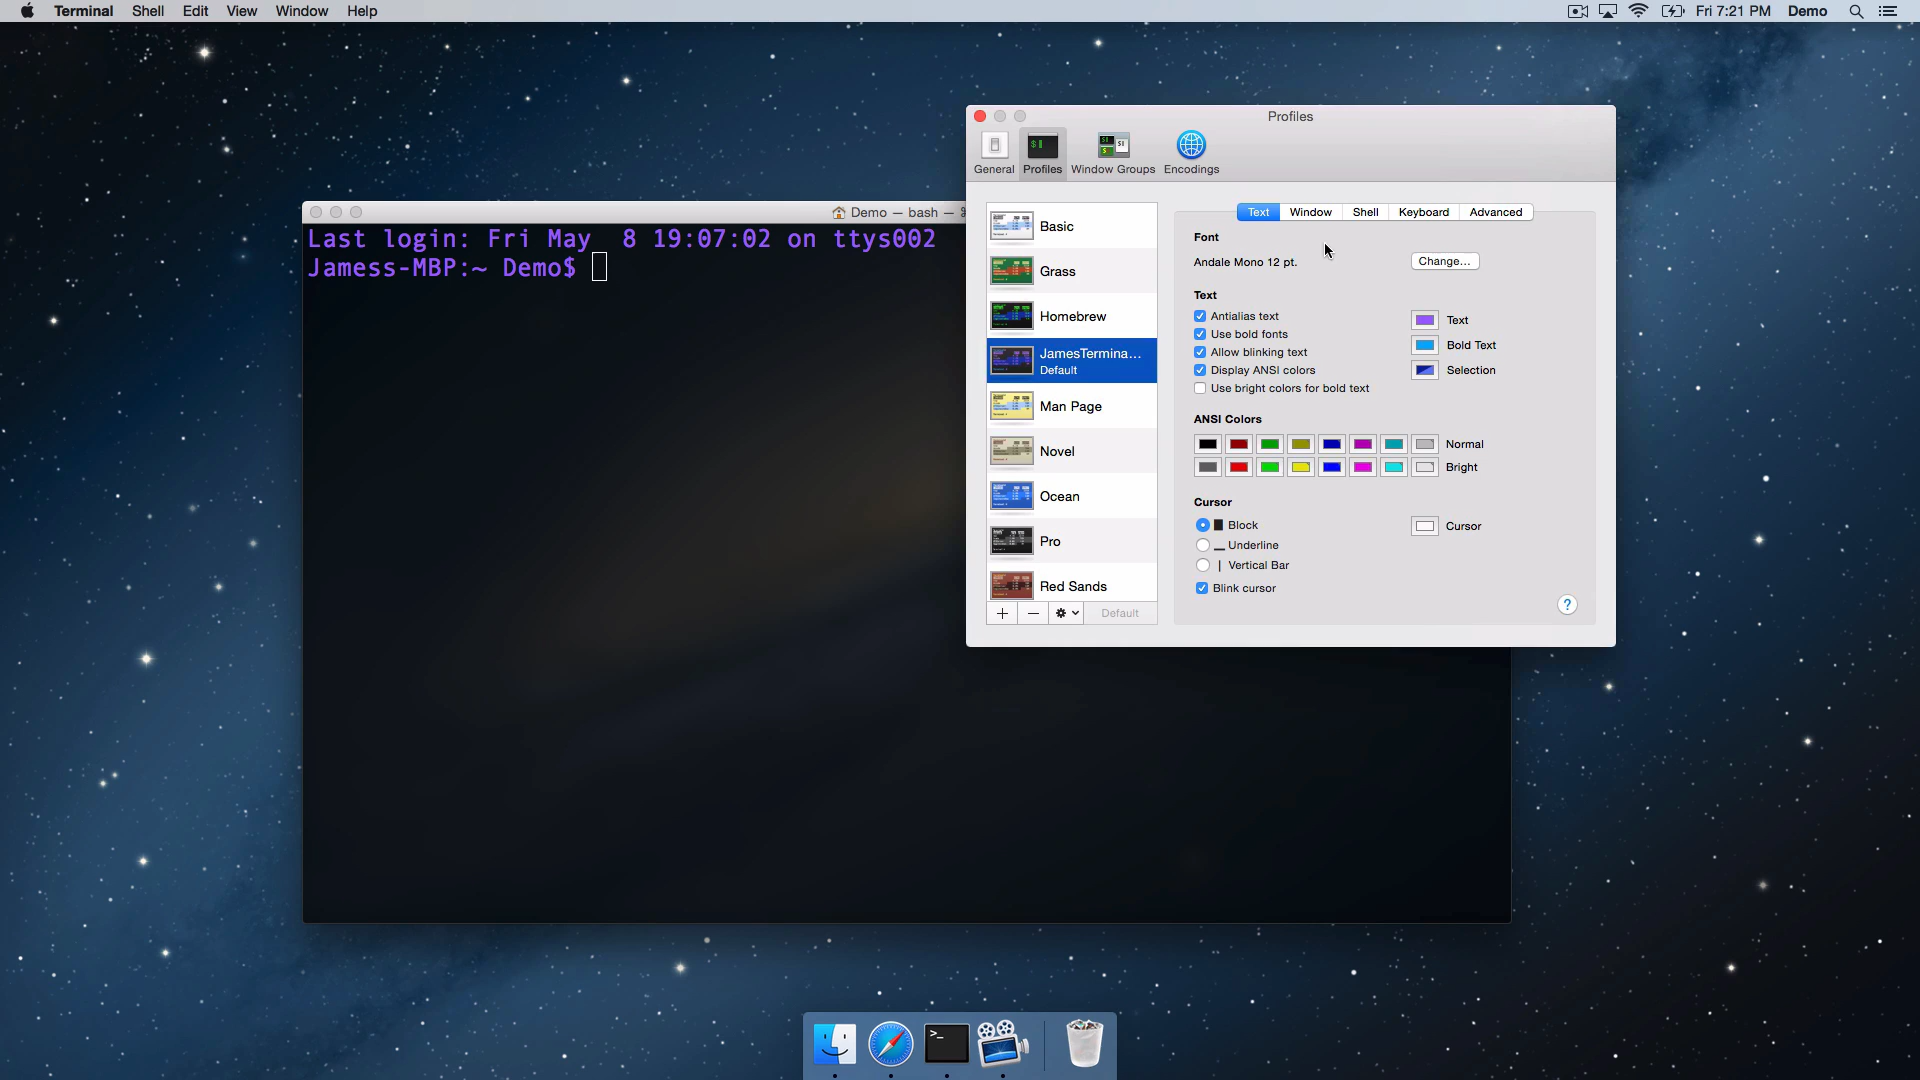 Terminal Shell Edit View Window Help Fri 7:21 PM Demo
Profiles
General Profiles Window Groups Encodings
Demo — bash —
Last login: Fri May  8 19:07:02 on ttys002
Jamess-MBP:~ Demo$
Basic
Grass
Homebrew
JamesTermina...
Default
Man Page
Novel
Ocean
Pro
Red Sands
Default
Text Window Shell Keyboard Advanced
Font
Andale Mono 12 pt. Change...
Text
Antialias text
Use bold fonts
Allow blinking text
Display ANSI colors
Use bright colors for bold text
Text
Bold Text
Selection
ANSI Colors
Normal
Bright
Cursor
Block
Underline
Vertical Bar
Blink cursor
Cursor
?